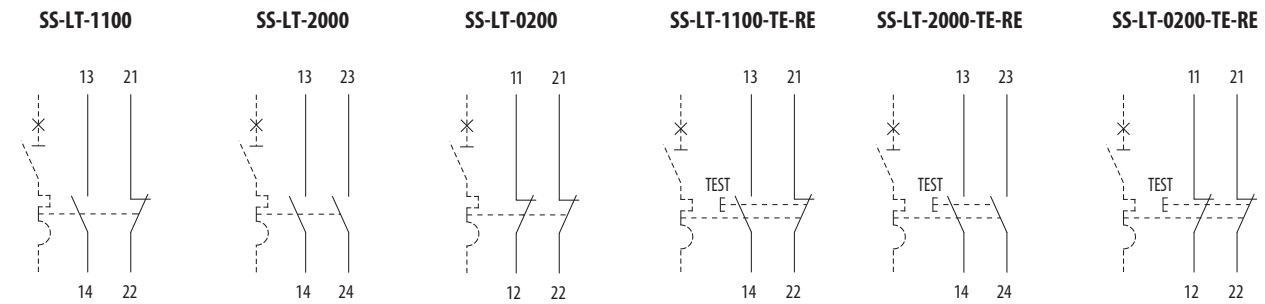 SS-LT-1100 SS-LT-2000 SS-LT-0200 SS-LT-1100-TE-RE SS-LT-2000-TE-RE SS-LT-0200-TE-RE
13 21 13 23 11 21 13 21 13 23 11 21
TEST TEST TEST
14 22 14 24 12 22 14 22 14 24 12 22